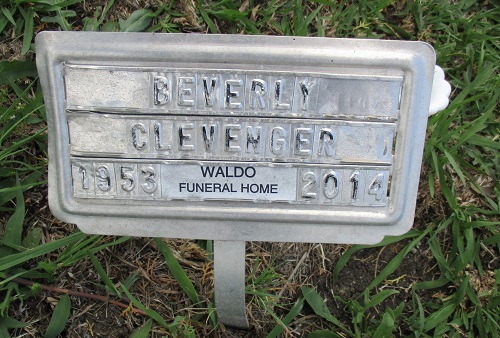 BEVERLY
CLEVENGER
1953 WALDO FUNERAL HOME 2014